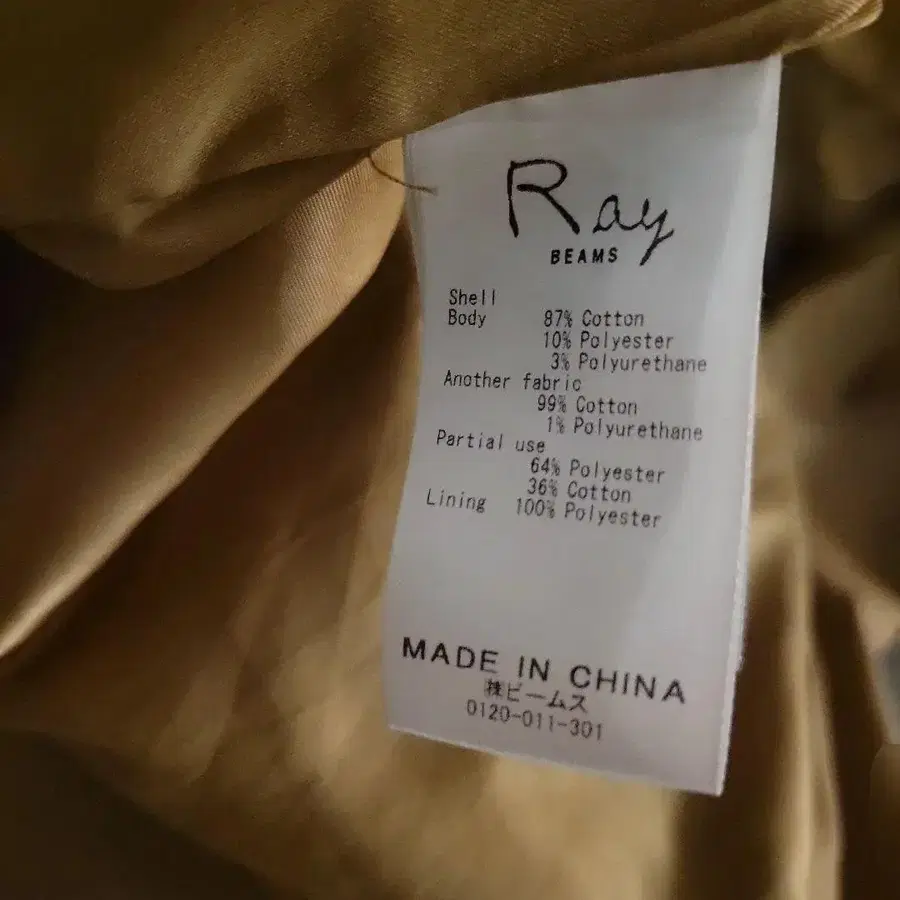 Ray
BEAMS
Shell
Body 87% Cotton
10% Polyester
3% Polyurethane
Another fabric
99% Cotton
1% Polyurethane
Partial use
64% Polyester
36% Cotton
Lining 100% Polyester
MADE IN CHINA
㈱ビームス
0120-011-301